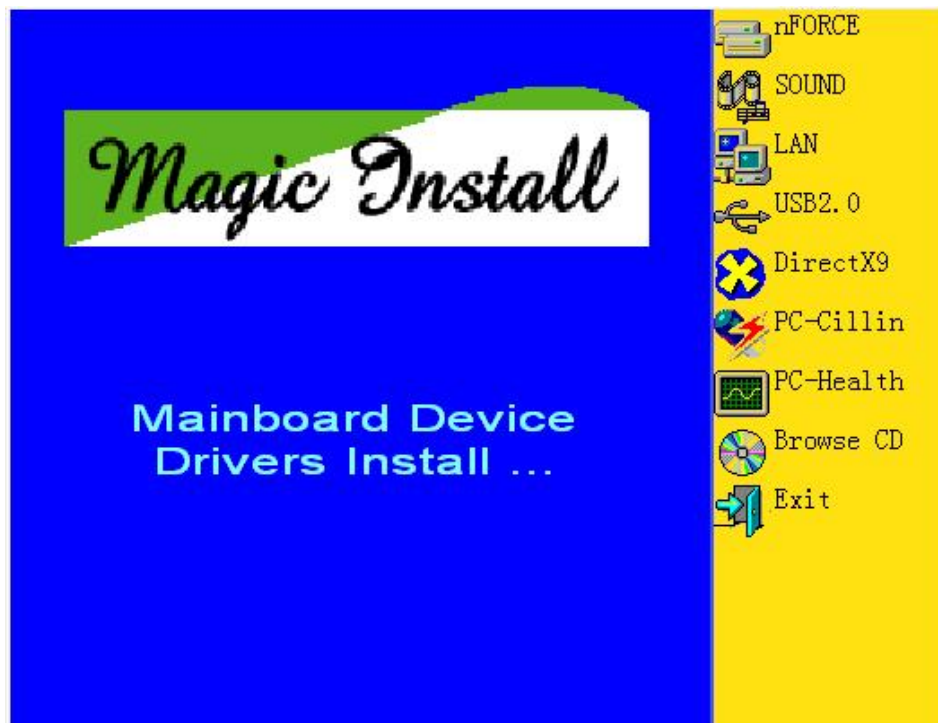 Magic Install
Mainboard Device
Drivers Install ...
nFORCE
SOUND
LAN
USB2.0
DirectX9
PC-Cillin
PC-Health
Browse CD
Exit